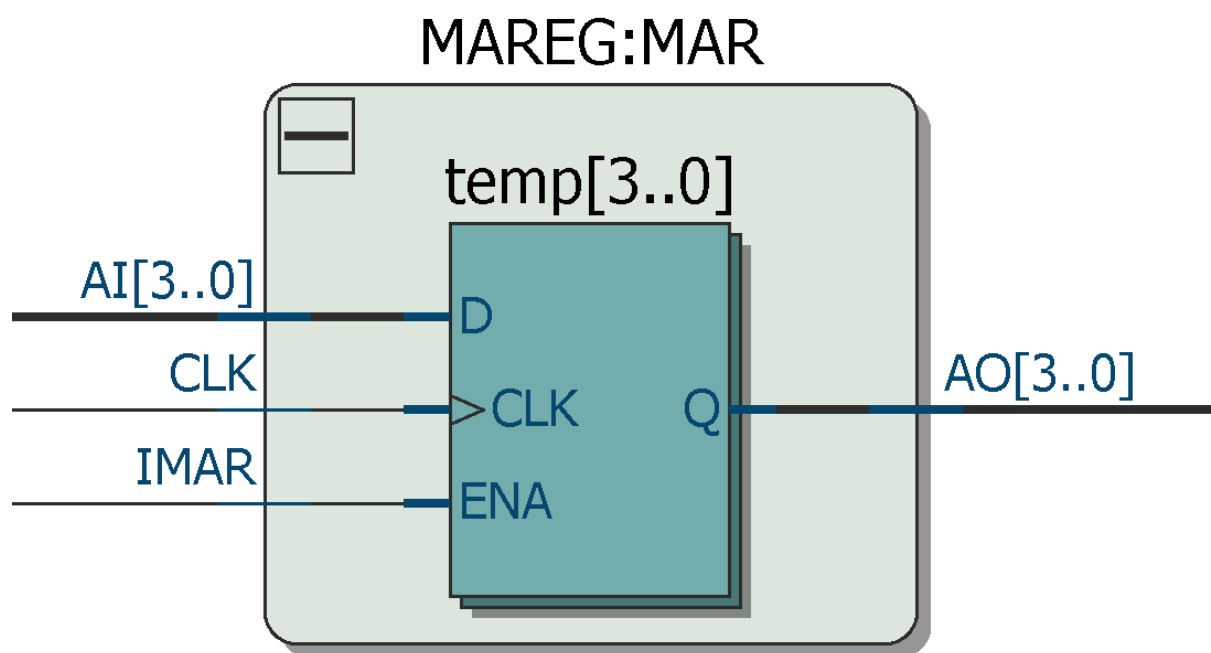 MAREG:MAR
temp[3..0]
AI[3..0]
D
CLK
CLK
Q
AO[3..0]
IMAR
ENA